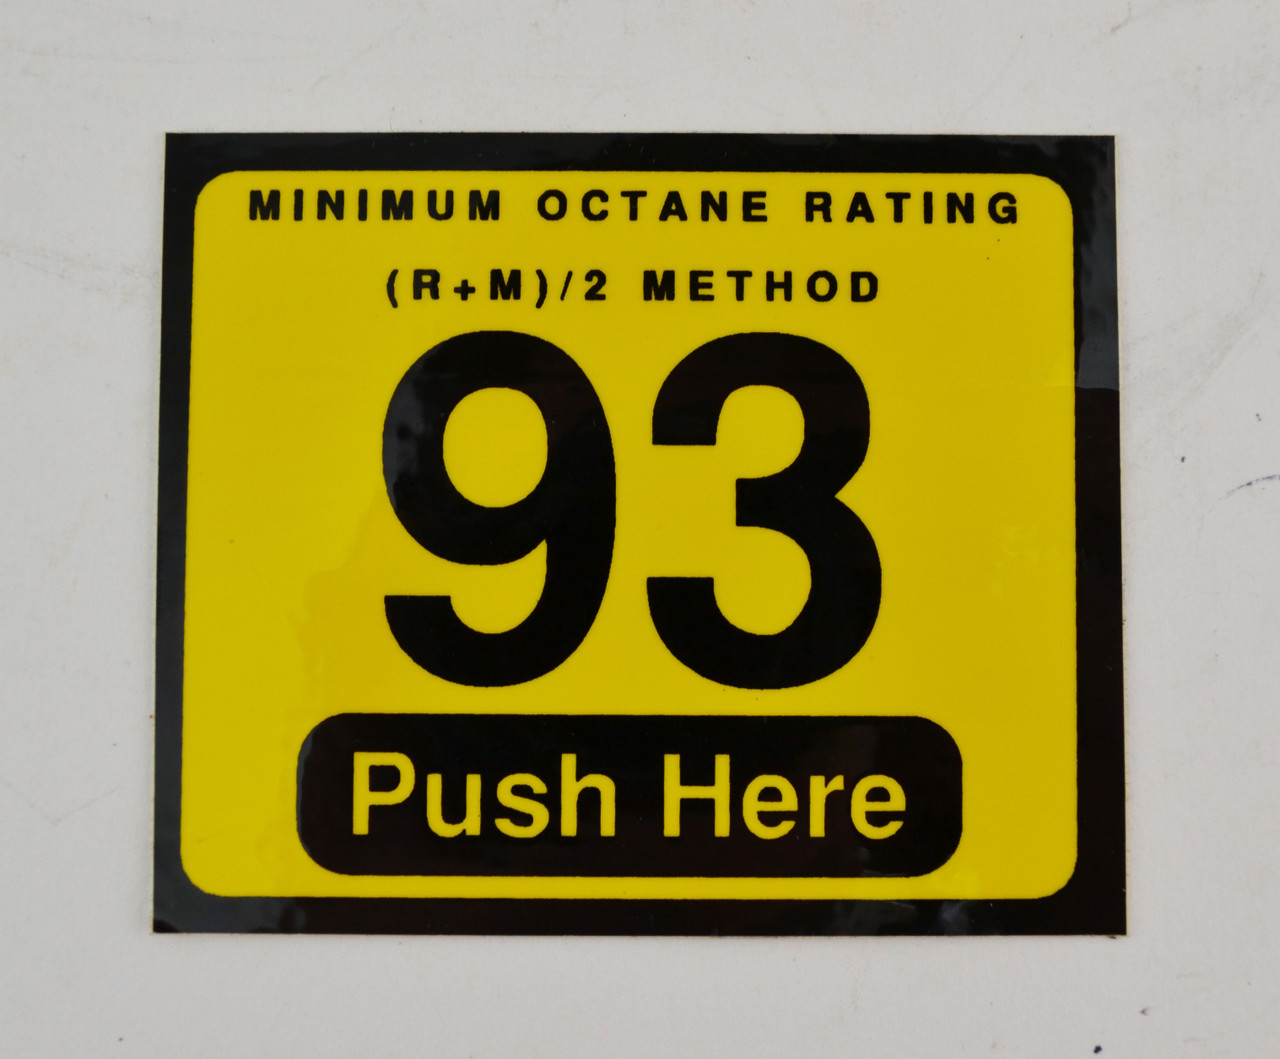 MINIMUM OCTANE RATING
(R+M)/2 METHOD
93
Push Here